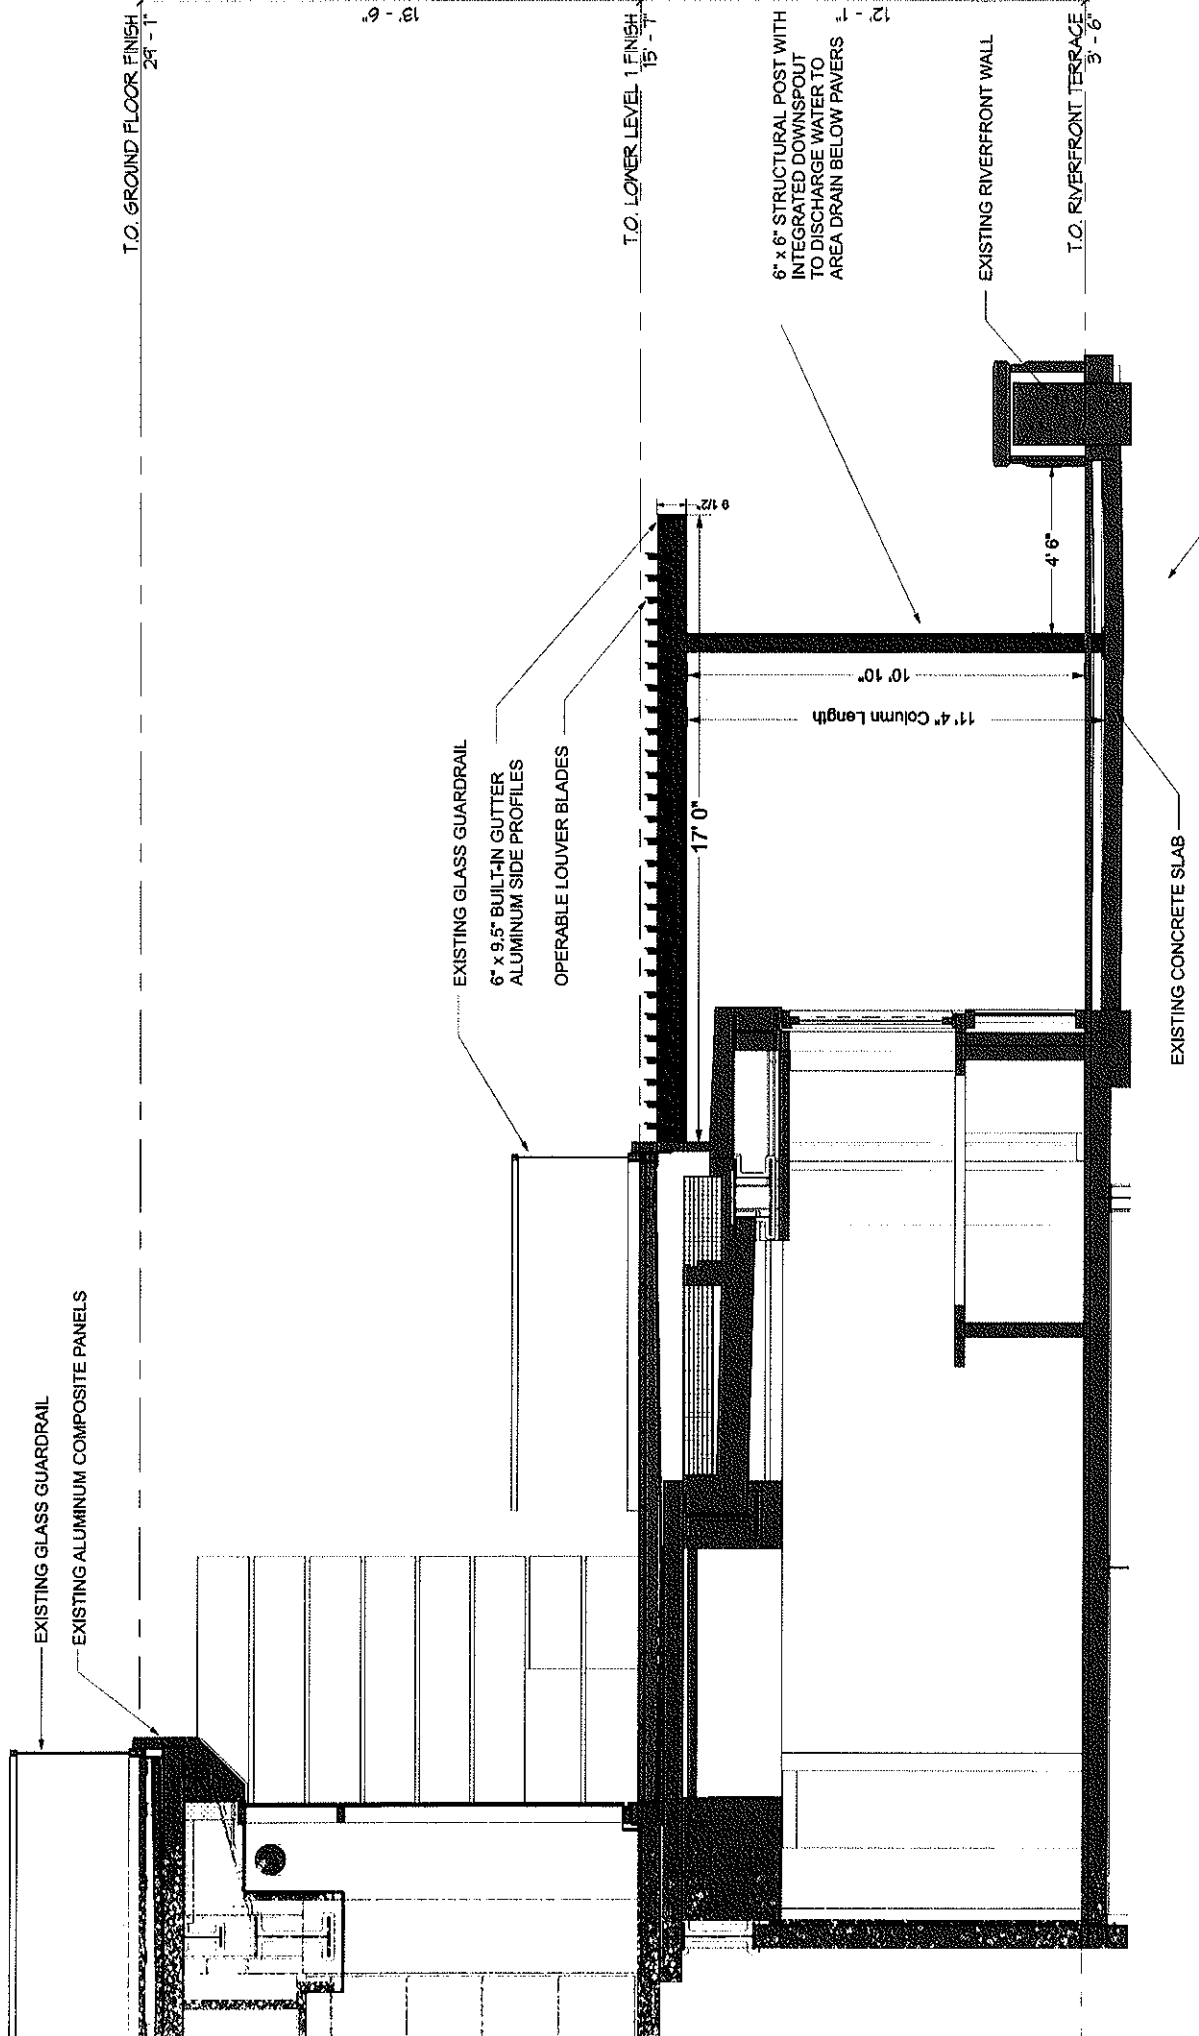 EXISTING GLASS GUARDRAIL
EXISTING ALUMINUM COMPOSITE PANELS
T.O. GROUND FLOOR FINISH
29' - 1"
13' - 6"
EXISTING GLASS GUARDRAIL
6" x 9.5" BUILT-IN GUTTER
ALUMINUM SIDE PROFILES
OPERABLE LOUVER BLADES
T.O. LOWER LEVEL 1 FINISH
15' - 7"
9 1/2"
17' 0"
12' - 1"
6" x 6" STRUCTURAL POST WITH
INTEGRATED DOWNSPOUT
TO DISCHARGE WATER TO
AREA DRAIN BELOW PAVERS
10' 10"
11' 4" Column Length
EXISTING RIVERFRONT WALL
4' 6"
T.O. RIVERFRONT TERRACE
3' - 6"
EXISTING CONCRETE SLAB